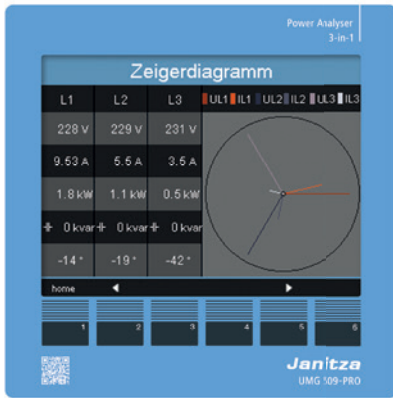 Power Analyser
3-in-1
Zeigerdiagramm
L1 L2 L3 UL1 IL1 UL2 IL2 UL3 IL3
228 V 229 V 231 V
9.53 A 5.5 A 3.5 A
1.8 kW 1.1 kW 0.5 kW
0 kvar 0 kvar 0 kvar
-14 ° -19 ° -42 °
home
1 2 3 4 5 6
Janitza
UMG 509-PRO